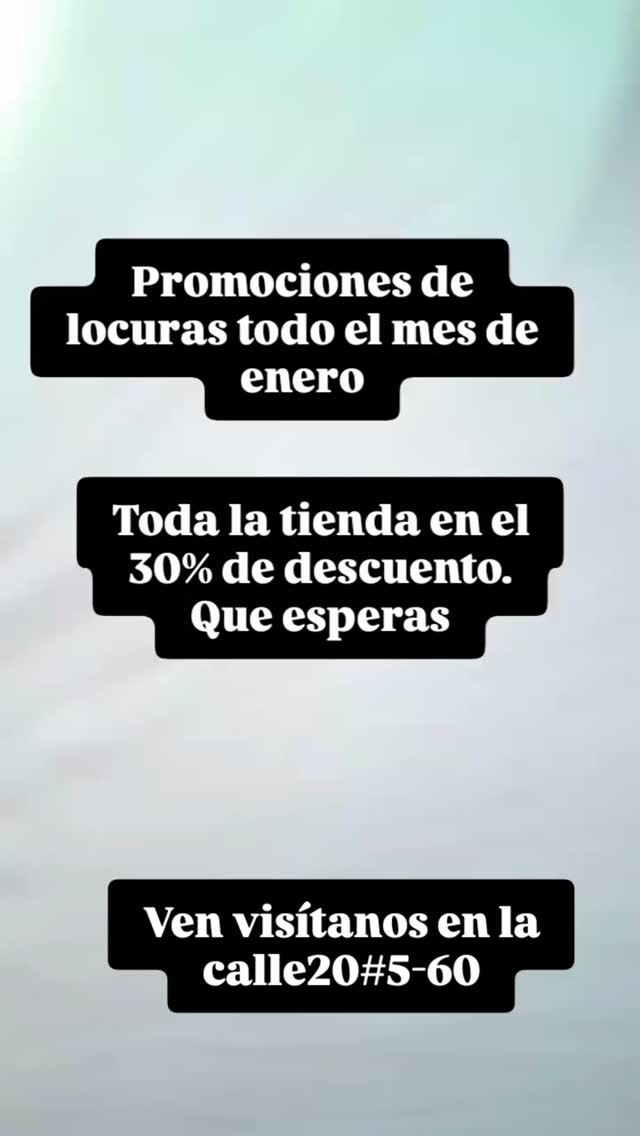 Promociones de
locuras todo el mes de
enero
Toda la tienda en el
30% de descuento.
Que esperas
Ven visítanos en la
calle20#5-60